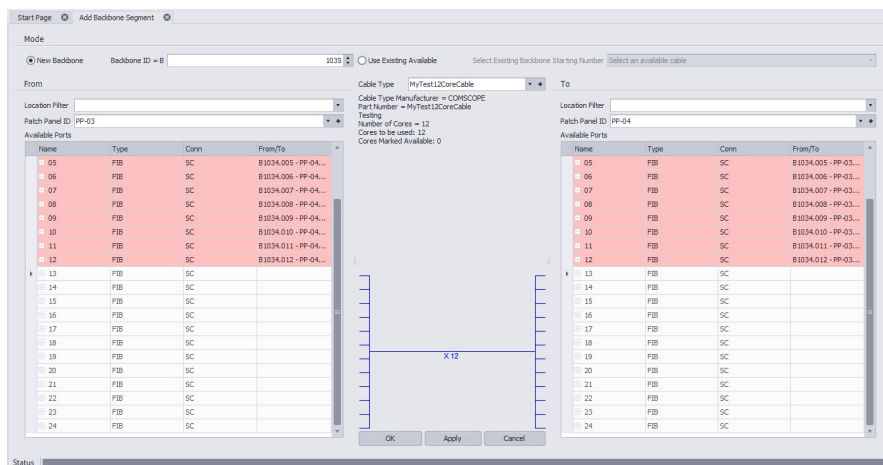 Start Page
Add Backbone Segment
Mode
New Backbone
Backbone ID = B
1035
Use Existing Available
Select Existing Backbone Starting Number
Select an available cable
From
Location Filter
Patch Panel ID PP-03
Available Ports
Name Type Conn From/To
05 FIB SC B1034.005 - PP-04...
06 FIB SC B1034.006 - PP-04...
07 FIB SC B1034.007 - PP-04...
08 FIB SC B1034.008 - PP-04...
09 FIB SC B1034.009 - PP-04...
10 FIB SC B1034.010 - PP-04...
11 FIB SC B1034.011 - PP-04...
12 FIB SC B1034.012 - PP-04...
13 FIB SC
14 FIB SC
15 FIB SC
16 FIB SC
17 FIB SC
18 FIB SC
19 FIB SC
20 FIB SC
21 FIB SC
22 FIB SC
23 FIB SC
24 FIB SC
Cable Type MyTest12CoreCable
Cable Type Manufacturer = COMSCOPE
Part Number = MyTest12CoreCable
Testing
Number of Cores = 12
Cores to be used: 12
Cores Marked Available: 0
X 12
OK Apply Cancel
To
Location Filter
Patch Panel ID PP-04
Available Ports
Name Type Conn From/To
05 FIB SC B1034.005 - PP-03...
06 FIB SC B1034.006 - PP-03...
07 FIB SC B1034.007 - PP-03...
08 FIB SC B1034.008 - PP-03...
09 FIB SC B1034.009 - PP-03...
10 FIB SC B1034.010 - PP-03...
11 FIB SC B1034.011 - PP-03...
12 FIB SC B1034.012 - PP-03...
13 FIB SC
14 FIB SC
15 FIB SC
16 FIB SC
17 FIB SC
18 FIB SC
19 FIB SC
20 FIB SC
21 FIB SC
22 FIB SC
23 FIB SC
24 FIB SC
Status